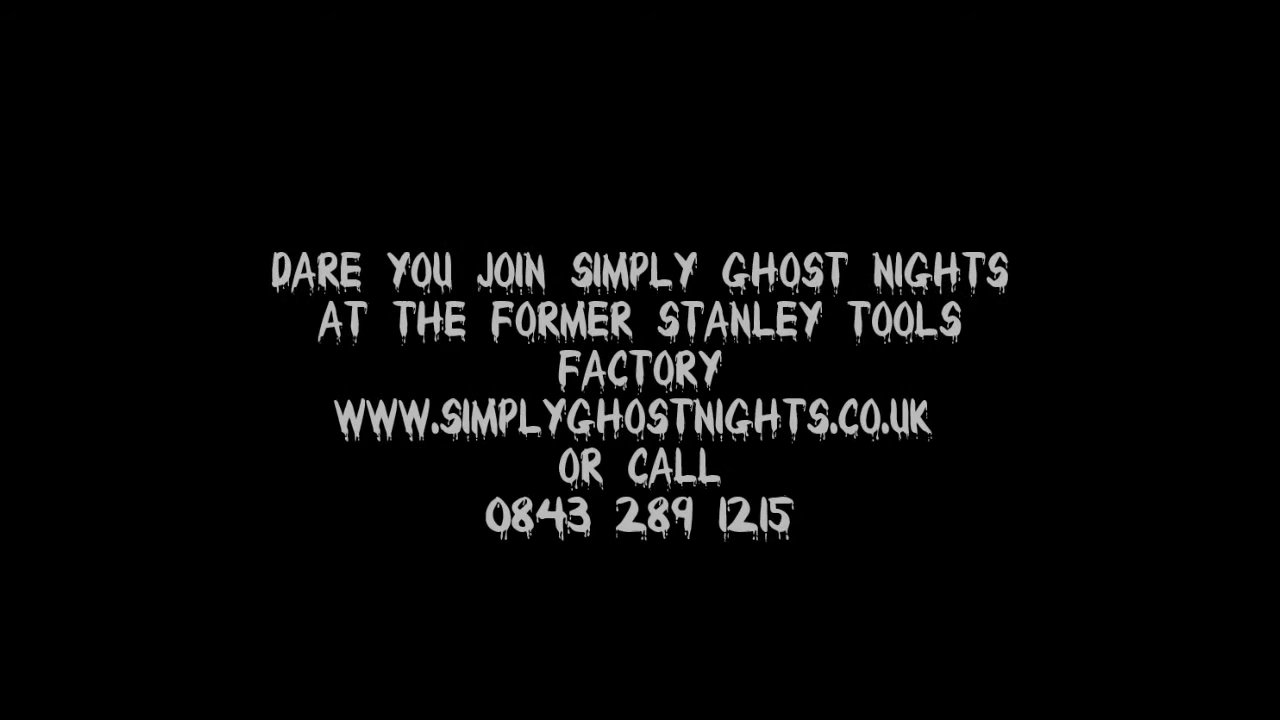 DARE YOU JOIN SIMPLY GHOST NIGHTS
AT THE FORMER STANLEY TOOLS
FACTORY
WWW.SIMPLYGHOSTNIGHTS.CO.UK
OR CALL
0843 289 1215